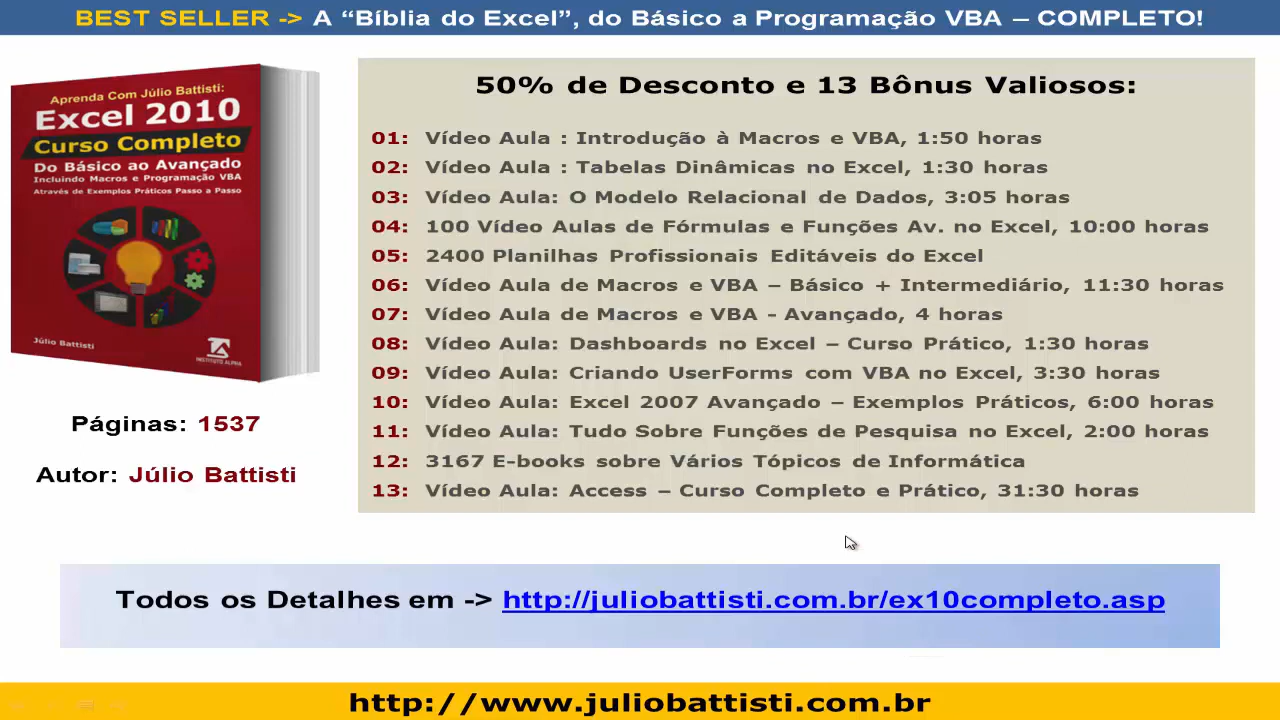 BEST SELLER -> A “Bíblia do Excel”, do Básico a Programação VBA – COMPLETO!
Aprenda Com Júlio Battisti:
Excel 2010
Curso Completo
Do Básico ao Avançado
Incluindo Macros e Programação VBA
Através de Exemplos Práticos Passo a Passo
Júlio Battisti
INSTITUTO ALPHA
Páginas: 1537
Autor: Júlio Battisti
50% de Desconto e 13 Bônus Valiosos:
01: Vídeo Aula : Introdução à Macros e VBA, 1:50 horas
02: Vídeo Aula : Tabelas Dinâmicas no Excel, 1:30 horas
03: Vídeo Aula: O Modelo Relacional de Dados, 3:05 horas
04: 100 Vídeo Aulas de Fórmulas e Funções Av. no Excel, 10:00 horas
05: 2400 Planilhas Profissionais Editáveis do Excel
06: Vídeo Aula de Macros e VBA – Básico + Intermediário, 11:30 horas
07: Vídeo Aula de Macros e VBA - Avançado, 4 horas
08: Vídeo Aula: Dashboards no Excel – Curso Prático, 1:30 horas
09: Vídeo Aula: Criando UserForms com VBA no Excel, 3:30 horas
10: Vídeo Aula: Excel 2007 Avançado – Exemplos Práticos, 6:00 horas
11: Vídeo Aula: Tudo Sobre Funções de Pesquisa no Excel, 2:00 horas
12: 3167 E-books sobre Vários Tópicos de Informática
13: Vídeo Aula: Access – Curso Completo e Prático, 31:30 horas
Todos os Detalhes em -> http://juliobattisti.com.br/ex10completo.asp
http://www.juliobattisti.com.br